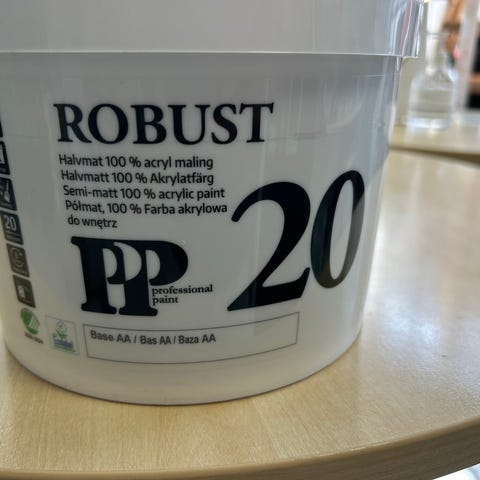 ROBUST
Halvmat 100 % acryl maling
Halvmatt 100 % Akrylatfärg
Semi-matt 100 % acrylic paint
Półmat, 100 % Farba akrylowa
do wnętrz
20
PP
professional
paint
Base AA / Bas AA / Baza AA
20